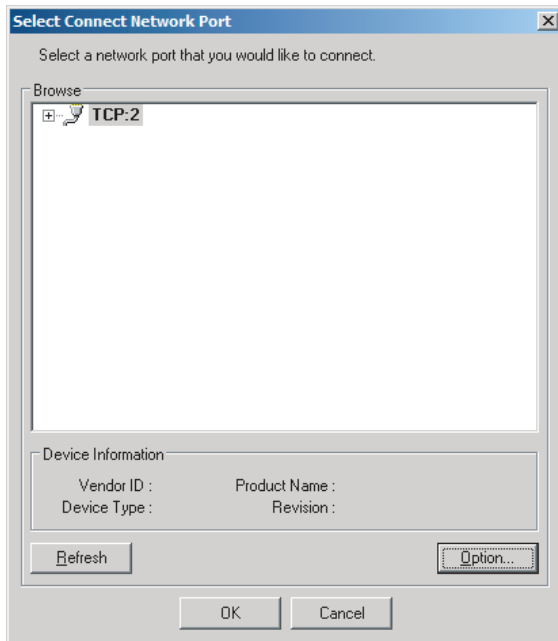 Select Connect Network Port
Select a network port that you would like to connect.
Browse
TCP:2
Device Information
Vendor ID : Product Name :
Device Type : Revision :
Refresh Option...
OK Cancel